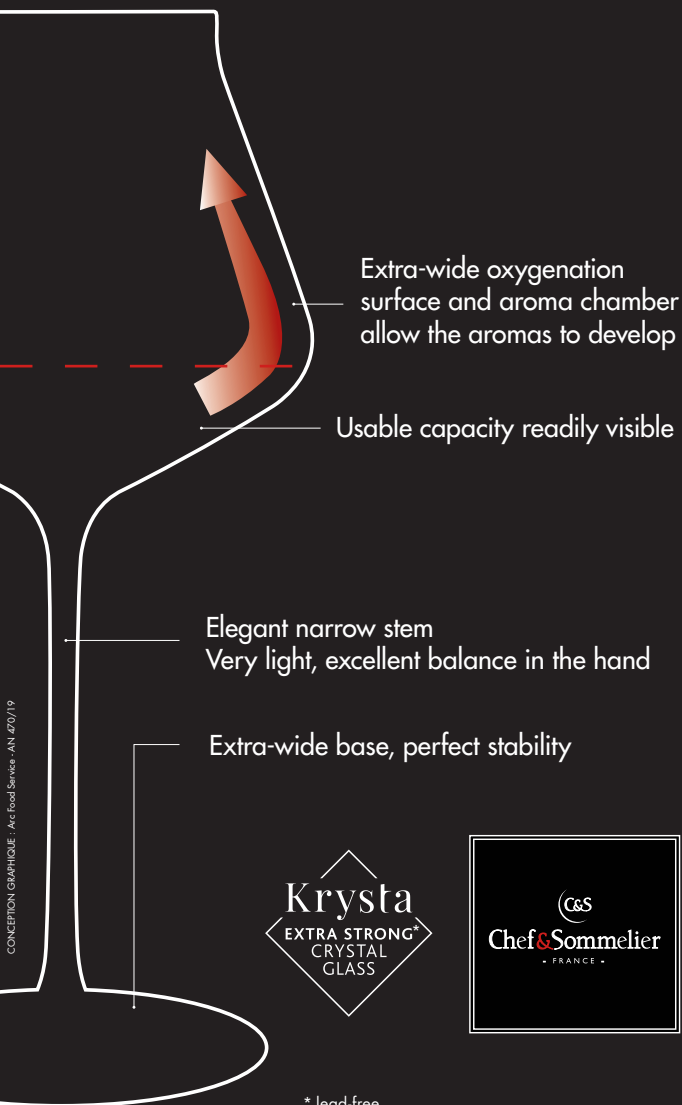 Extra-wide oxygenation
surface and aroma chamber
allow the aromas to develop
Usable capacity readily visible
Elegant narrow stem
Very light, excellent balance in the hand
Extra-wide base, perfect stability
CONCEPTION GRAPHIQUE : Arc Food Service - AN 470/19
Krysta
EXTRA STRONG*
CRYSTAL
GLASS
C&S
Chef&Sommelier
- FRANCE -
* lead-free